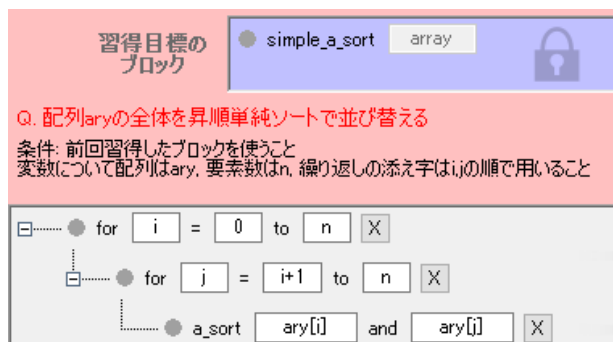 習得目標の
ブロック
simple_a_sort array
Q. 配列aryの全体を昇順単純ソートで並び替える
条件: 前回習得したブロックを使うこと
変数について配列はary, 要素数はn, 繰り返しの添え字はi,jの順で用いること
for i = 0 to n X
for j = i+1 to n X
a_sort ary[i] and ary[j] X